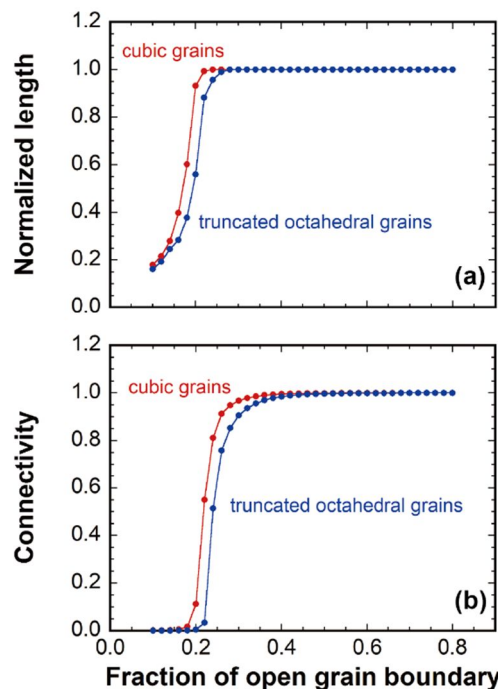 1.2
cubic grains
1.0
0.8
0.6
0.4
truncated octahedral grains
0.2
(a)
0.0
Normalized length
1.2
cubic grains
1.0
0.8
0.6
truncated octahedral grains
0.4
0.2
(b)
0.0
Connectivity
0.0 0.2 0.4 0.6 0.8
Fraction of open grain boundary